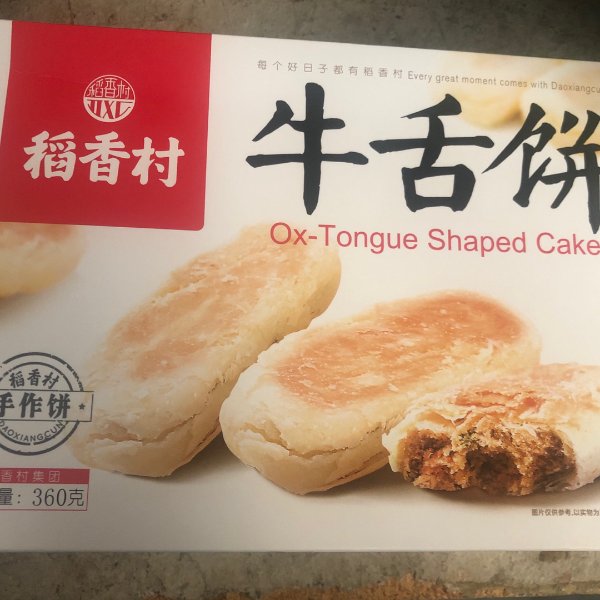 每个好日子都有稻香村 Every great moment comes with Daoxiangcu
稻香村
DXC
稻香村
牛舌饼
Ox-Tongue Shaped Cake
稻香村
手作饼
DAOXIANGCUN
香村集团
量：360克
图片仅供参考,以实物为